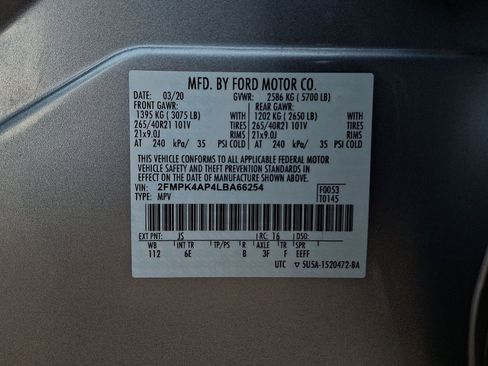 MFD. BY FORD MOTOR CO.
DATE: 03/20 GVWR: 2586 KG ( 5700 LB)
FRONT GAWR: REAR GAWR:
1395 KG ( 3075 LB) WITH 1202 KG ( 2650 LB) WITH
265/40R21 101V TIRES 265/40R21 101V TIRES
21x9.0J RIMS 21x9.0J RIMS
AT 240 kPa/ 35 PSI COLD AT 240 kPa/ 35 PSI COLD
THIS VEHICLE CONFORMS TO ALL APPLICABLE FEDERAL MOTOR
VEHICLE SAFETY AND THEFT PREVENTION STANDARDS IN
EFFECT ON THE DATE OF MANUFACTURE SHOWN ABOVE.
VIN: 2FMPK4AP4LBA66254 F0053
TYPE: MPV T0145
EXT PNT: JS RC: 16 DSO:
WB INT TR TP/PS R AXLE TR SPR
112 6E B 3F F EEFF
UTC ▽ 5U5A-1520472-BA